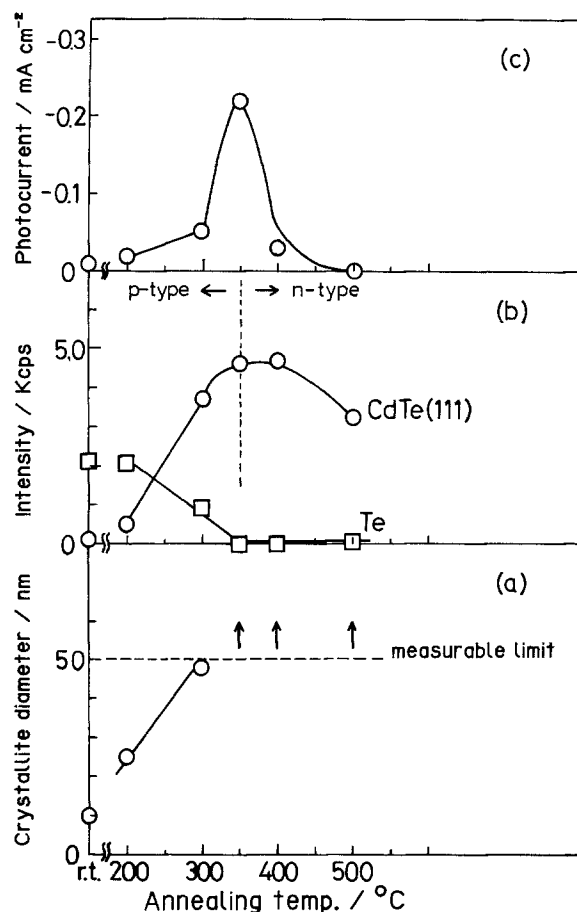 -0.3
(c)
-0.2
-0.1
0
Photocurrent / mA cm⁻²
p-type ← → n-type
(b)
5.0
CdTe(111)
Te
0
Intensity / Kcps
(a)
measurable limit
50
0
Crystallite diameter / nm
r.t. 200 300 400 500
Annealing temp. / °C